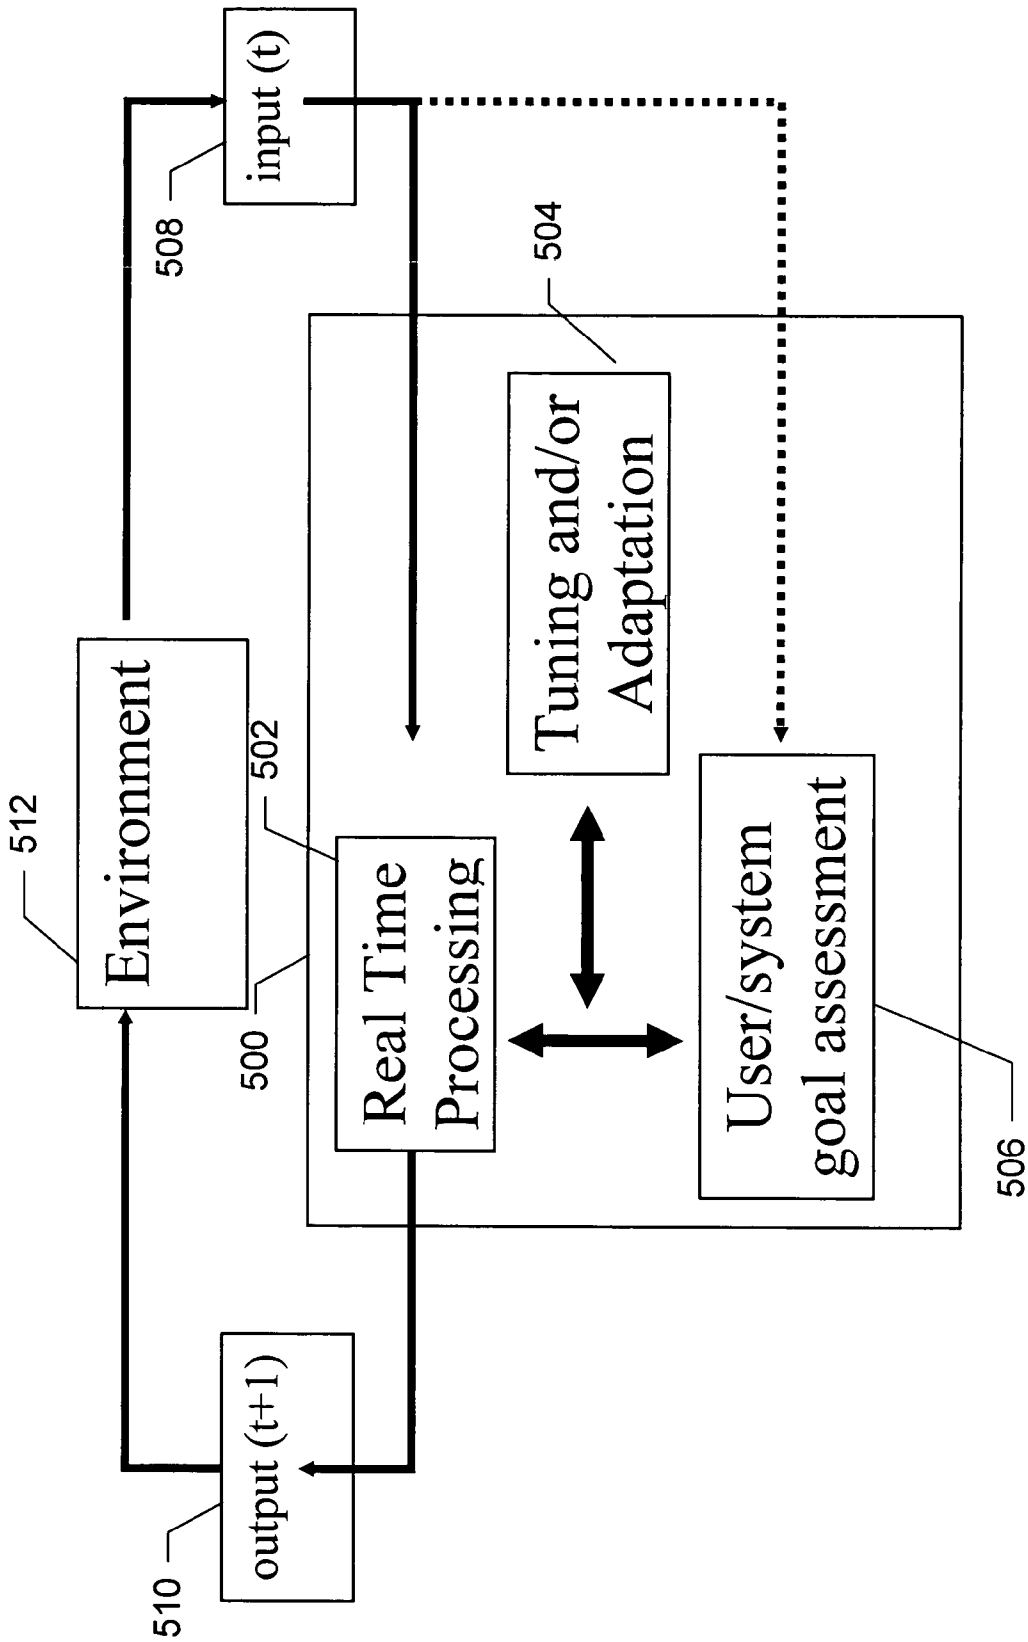 512
Environment
510
output (t+1)
508
input (t)
500
502
Real Time
Processing
504
Tuning and/or
Adaptation
User/system
goal assessment
506